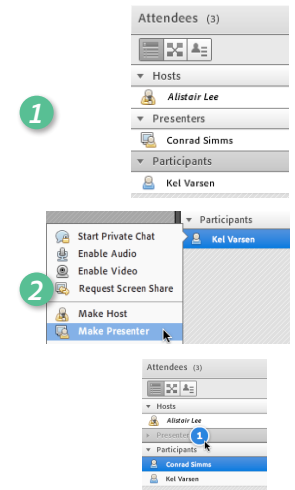 Attendees (3)
Hosts
Alistair Lee
1
Presenters
Conrad Simms
Participants
Kel Varsen
Participants
Start Private Chat
Kel Varsen
Enable Audio
Enable Video
2
Request Screen Share
Make Host
Make Presenter
Attendees (3)
Hosts
Alistair Lee
Presenter
1
Participants
Conrad Simms
Kel Varsen